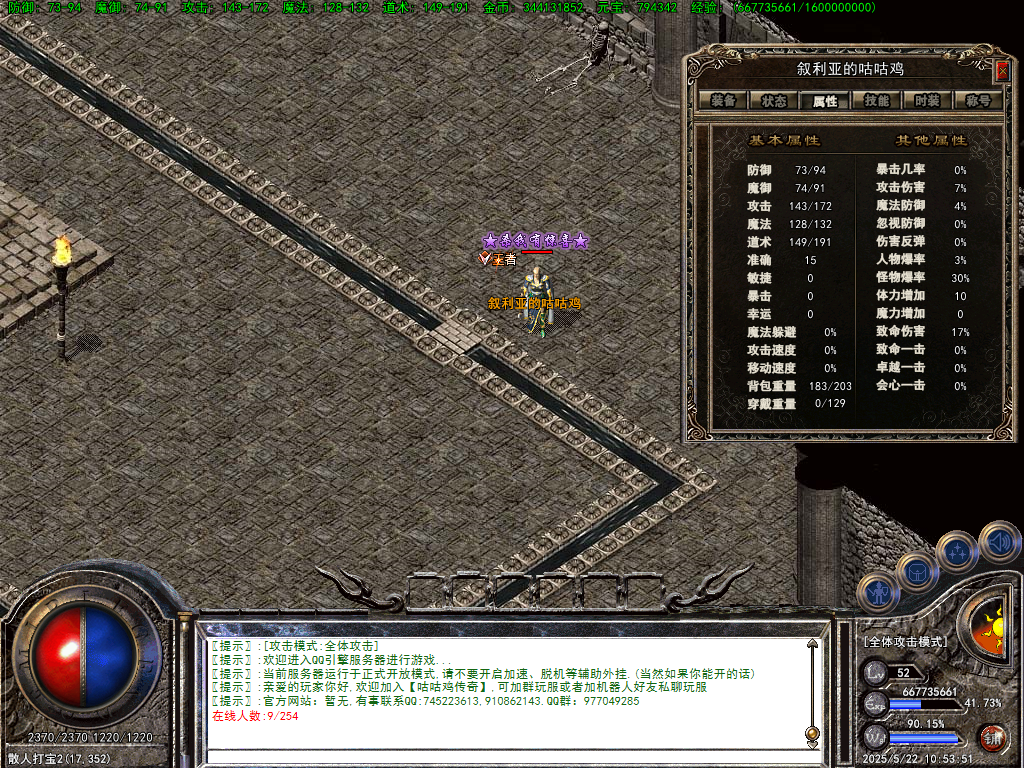 防御: 73-94 魔御: 74-91 攻击: 143-172 魔法: 128-132 道术: 149-191 金币: 344131852 元宝: 794342 经验: (667735661/1600000000)
叙利亚的咕咕鸡
装备 状态 属性 技能 时装 称号
基本属性 其他属性
防御 73/94 暴击几率 0%
魔御 74/91 攻击伤害 7%
攻击 143/172 魔法防御 4%
魔法 128/132 忽视防御 0%
道术 149/191 伤害反弹 0%
准确 15 人物爆率 3%
敏捷 0 怪物爆率 30%
暴击 0 体力增加 10
幸运 0 魔力增加 0
魔法躲避 0% 致命伤害 17%
攻击速度 0% 致命一击 0%
移动速度 0% 卓越一击 0%
背包重量 183/203 会心一击 0%
穿戴重量 0/129
王者
叙利亚的咕咕鸡
〖提示〗:[攻击模式:全体攻击]
〖提示〗:欢迎进入QQ引擎服务器进行游戏...
〖提示〗:当前服务器运行于正式开放模式,请不要开启加速、脱机等辅助外挂.(当然如果你能开的话)
〖提示〗:亲爱的玩家你好,欢迎加入【咕咕鸡传奇】,可加群玩服或者加机器人好友私聊玩服
〖提示〗:官方网站: 暂无,有事联系QQ:745223613,910862143,QQ群: 977049285
在线人数:9/254
2370/2370 1220/1220
散人打宝2(17,352)
[全体攻击模式]
Lv 52
667735661
Exp 41.73%
90.15%
W
2025/5/22 10:53:51